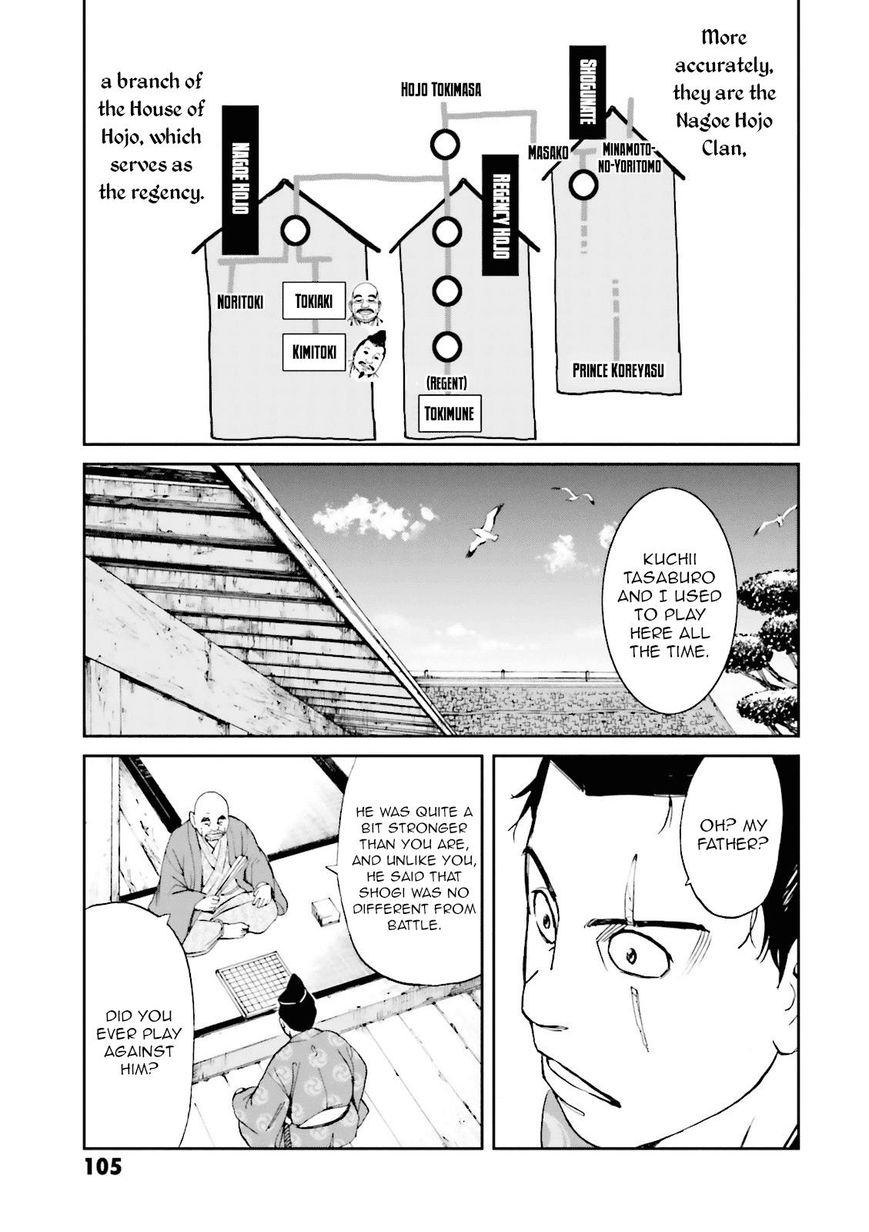 More
accurately,
they are the
Nagoe Hojo
Clan,
a branch of
the House of
Hojo, which
serves as
the regency.
SHOGUNATE
HOJO TOKIMASA
MASAKO
MINAMOTO-
NO-YORITOMO
REGENCY HOJO
NAGOE HOJO
NORITOKI
TOKIAKI
KIMITOKI
(REGENT)
TOKIMUNE
PRINCE KOREYASU
KUCHII
TASABURO
AND I USED
TO PLAY
HERE ALL
THE TIME.
OH? MY
FATHER?
HE WAS QUITE A
BIT STRONGER
THAN YOU ARE,
AND UNLIKE YOU,
HE SAID THAT
SHOGI WAS NO
DIFFERENT FROM
BATTLE.
DID YOU
EVER PLAY
AGAINST
HIM?
105